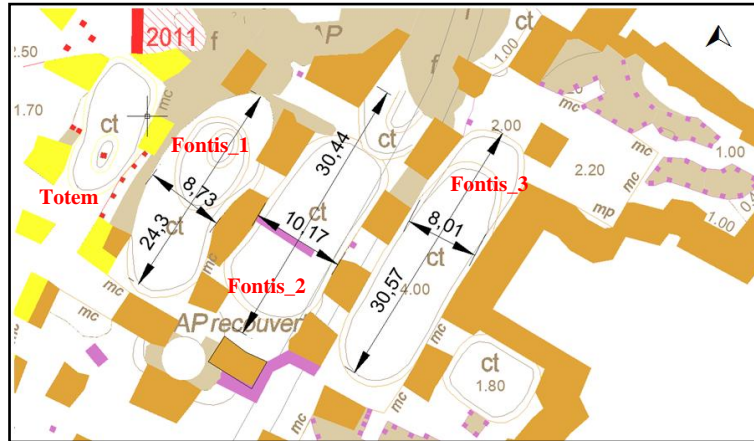 2011
f
AP
f
ct
1.00
2.50
1.70
mc
ct
Fontis_1
30,44
ct
mc
2.00
2.20
1.00
mc
Totem
8,73
24,3
ct
ct
10,17
Fontis_3
8,01
ct
mp
1.00
mc
Fontis_2
30,57
4.00
mc
AP recouver
mc
ct
1.80
mc
mc